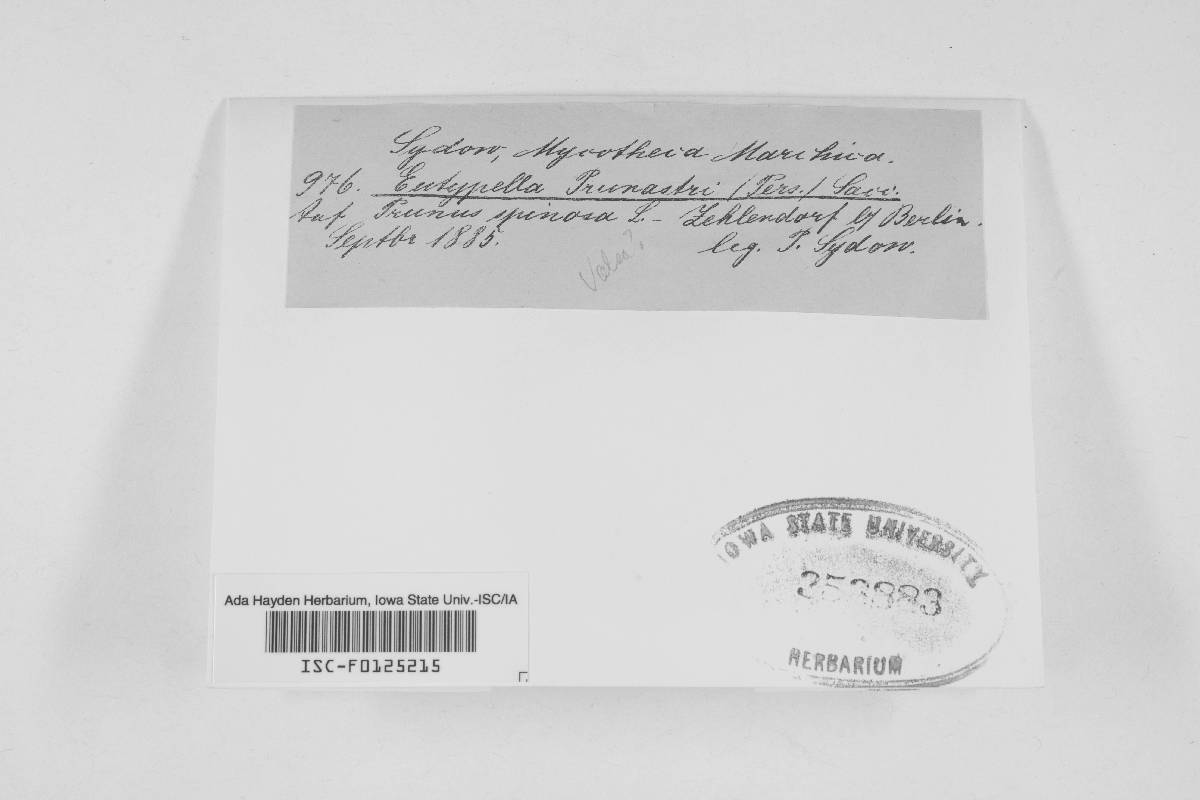 Sydow, Mycotheca Marchica.
976. Eutypella Prunastri (Pers.) Sacc.
Auf Prunus spinosa L. - Zehlendorf b/ Berlin.
Septbr 1885. leg. P. Sydow.
Valsa?
IOWA STATE UNIVERSITY
HERBARIUM
Ada Hayden Herbarium, Iowa State Univ.-ISC/IA
ISC-F0125215